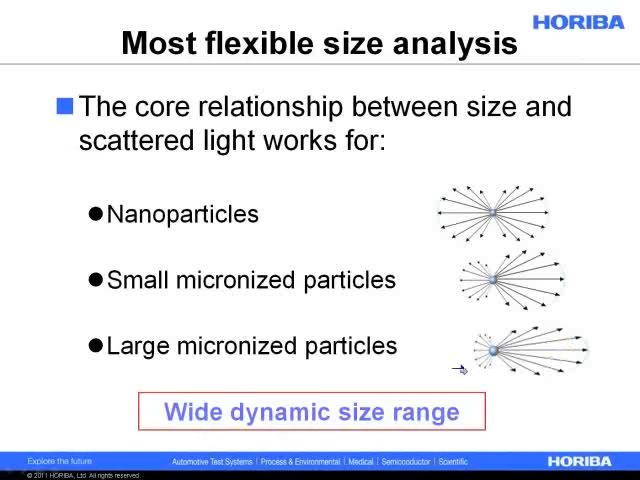 HORIBA
Most flexible size analysis
The core relationship between size and
scattered light works for:
Nanoparticles
Small micronized particles
Large micronized particles
Wide dynamic size range
Explore the future
Automotive Test Systems | Process & Environmental | Medical | Semiconductor | Scientific
HORIBA
© 2011 HORIBA, Ltd. All rights reserved.